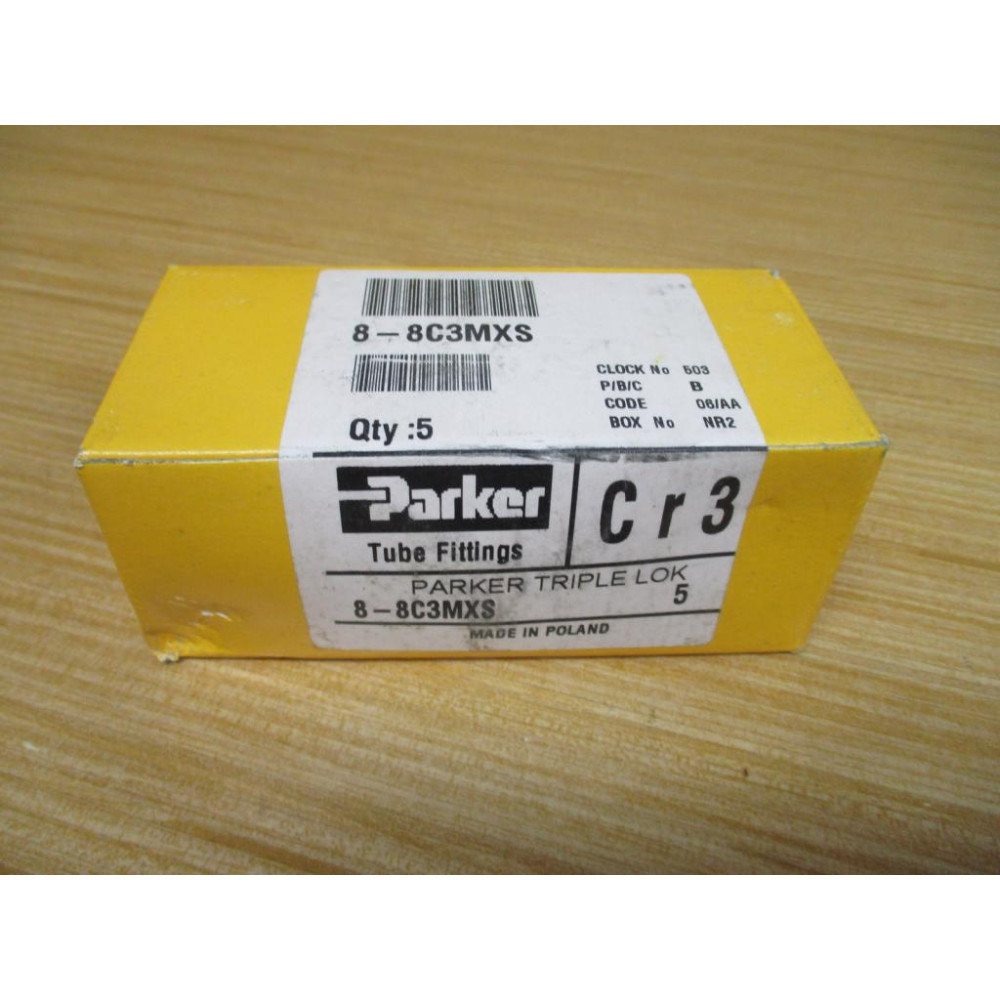 8-8C3MXS
Qty :5
CLOCK No 503
P/B/C B
CODE 06/AA
BOX No NR2
Parker
Tube Fittings
Cr3
PARKER TRIPLE LOK
8-8C3MXS 5
MADE IN POLAND